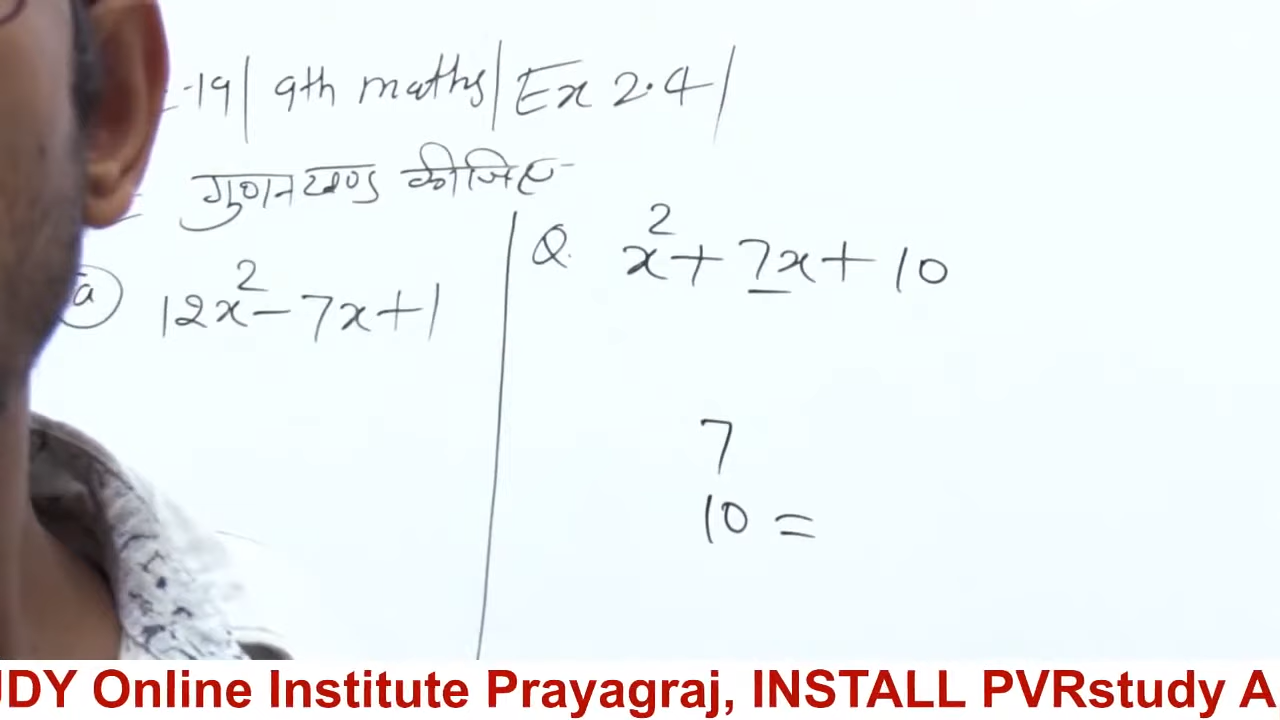 -19| 9th maths| Ex 2.4|
गुणनखण्ड कीजिए-
a 12x² - 7x + 1
Q. x² + 7x + 10
7
10 =
UDY Online Institute Prayagraj, INSTALL PVRstudy A